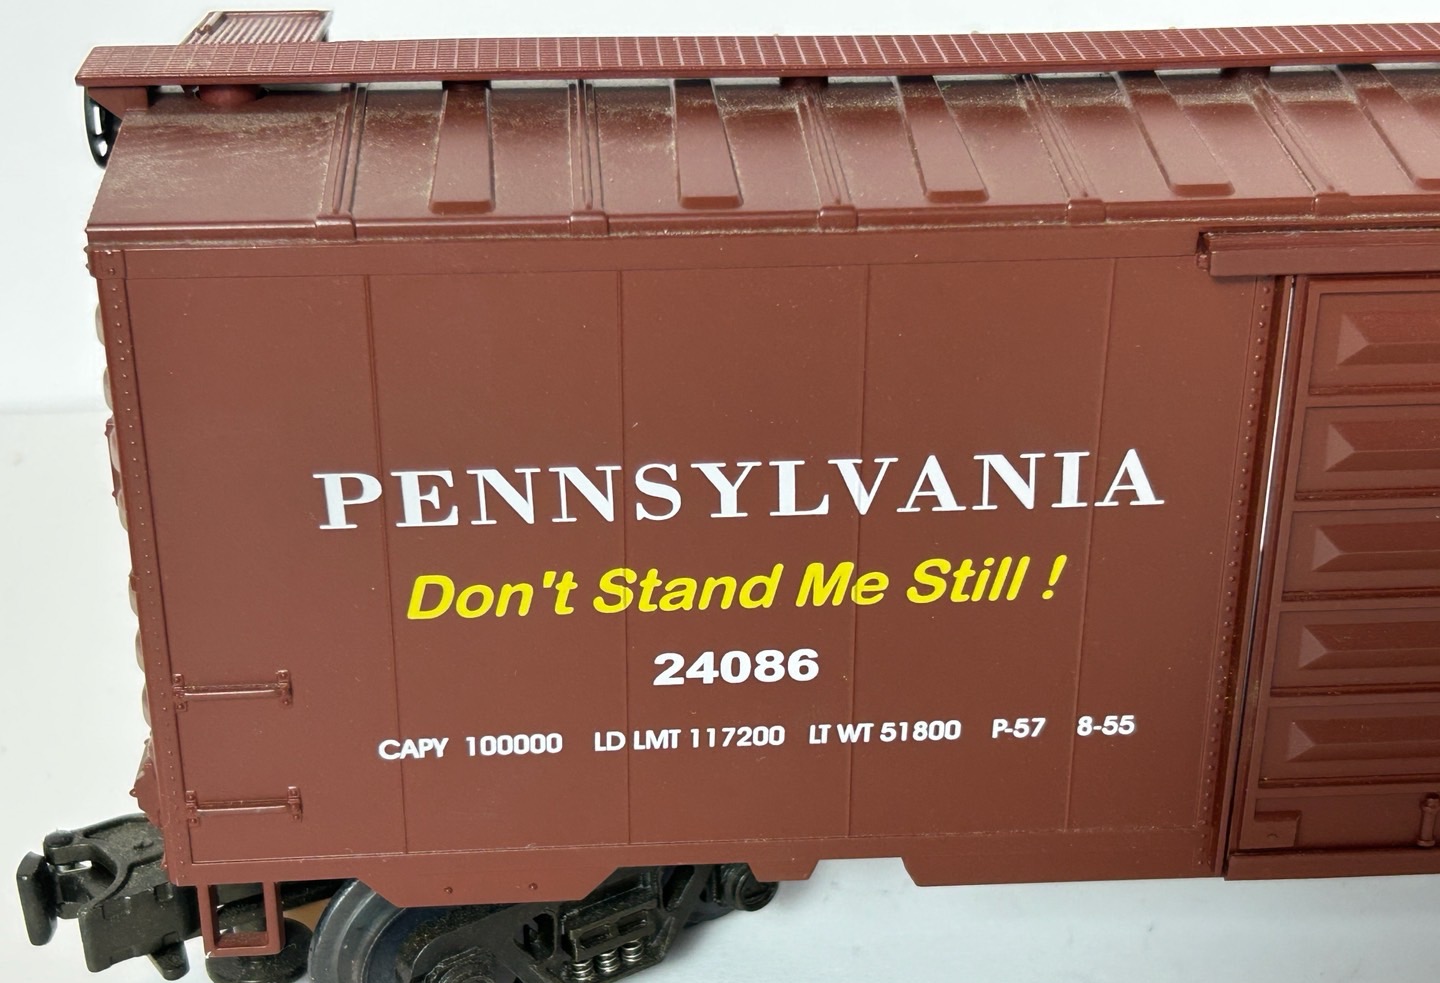 PENNSYLVANIA
Don't Stand Me Still !
24086
CAPY 100000 LD LMT 117200 LT WT 51800 P-57 8-55